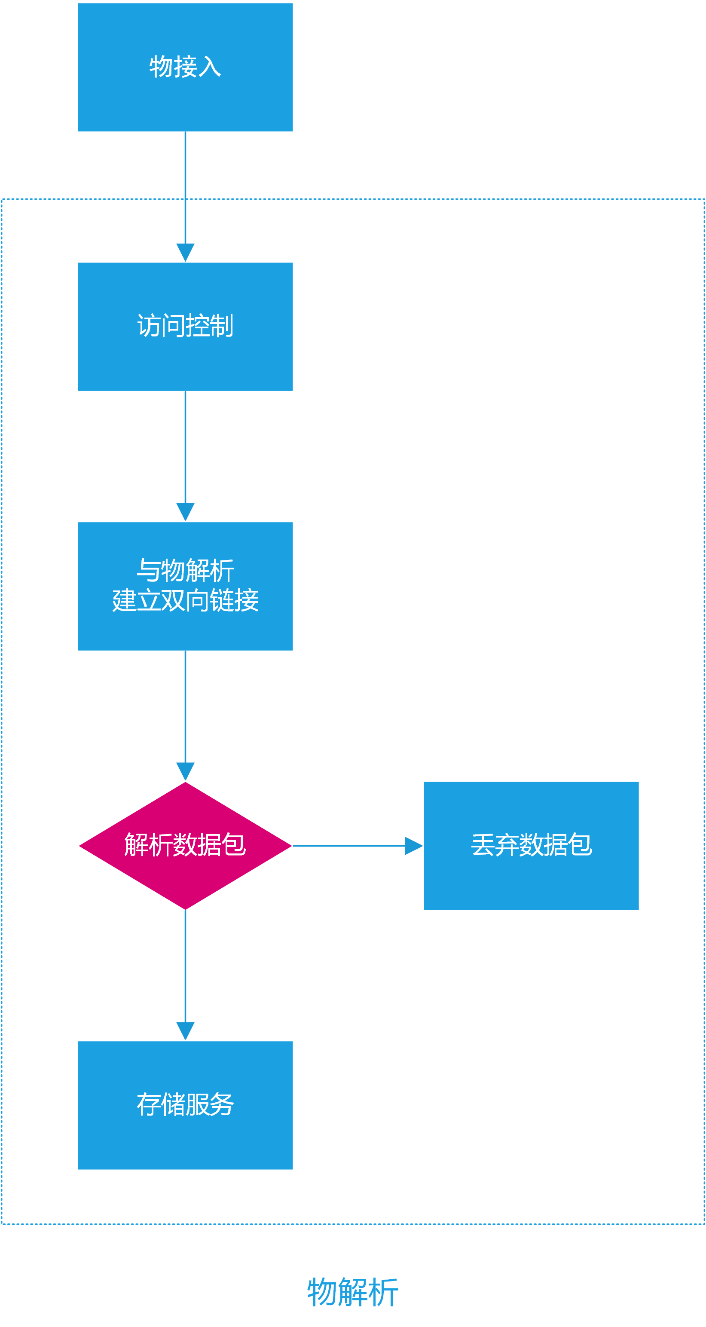 物接入
访问控制
与物解析
建立双向链接
解析数据包
丢弃数据包
存储服务
物解析